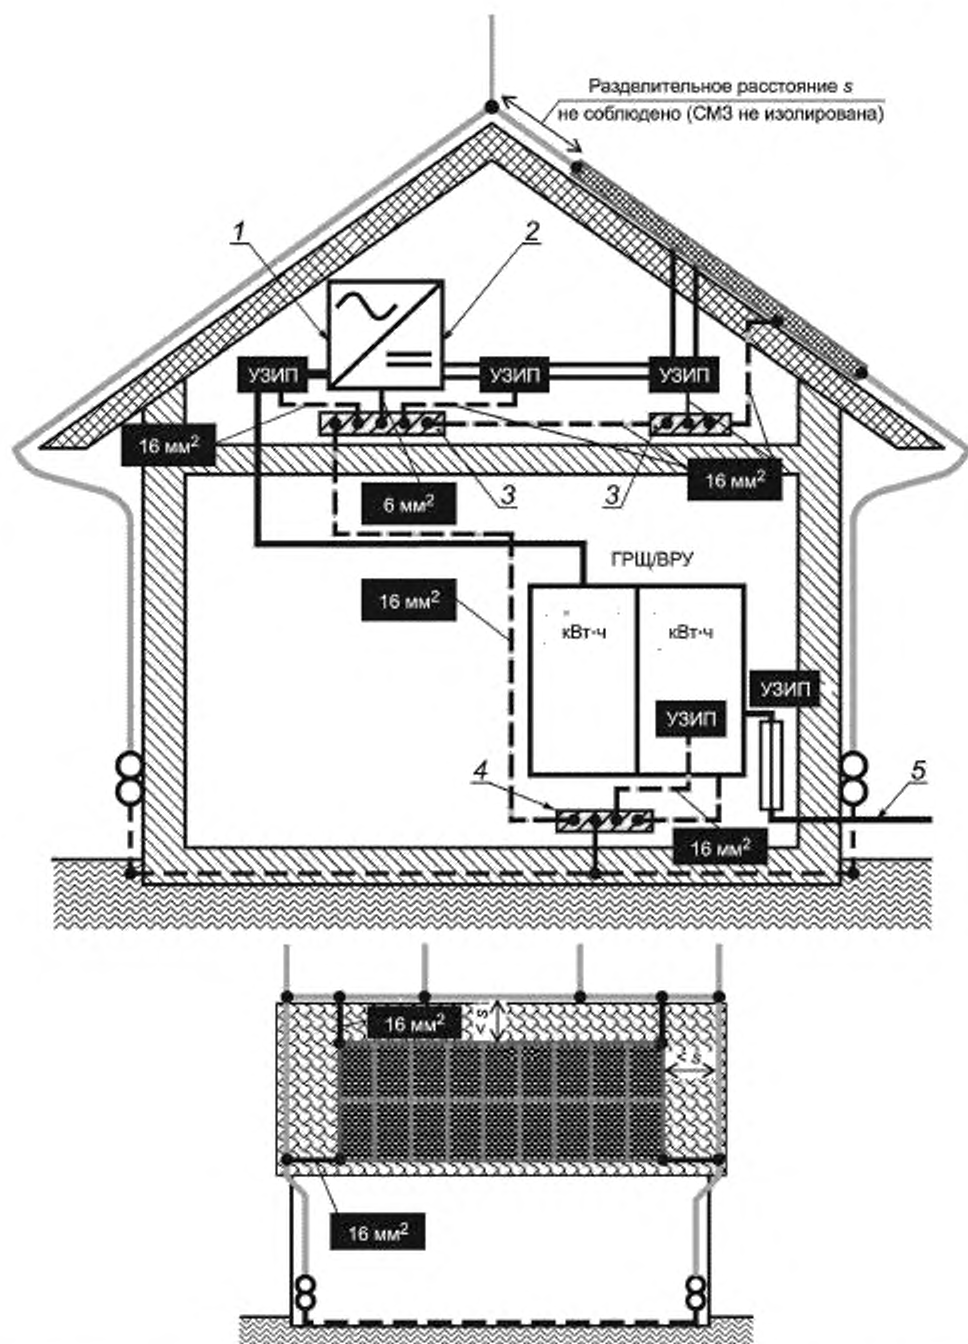 Разделительное расстояние s
не соблюдено (СМЗ не изолирована)
1
2
УЗИП
УЗИП
УЗИП
16 мм²
6 мм²
3
3
16 мм²
ГРЩ/ВРУ
16 мм²
кВт·ч
кВт·ч
УЗИП
УЗИП
4
5
16 мм²
16 мм²
< s
< s
16 мм²